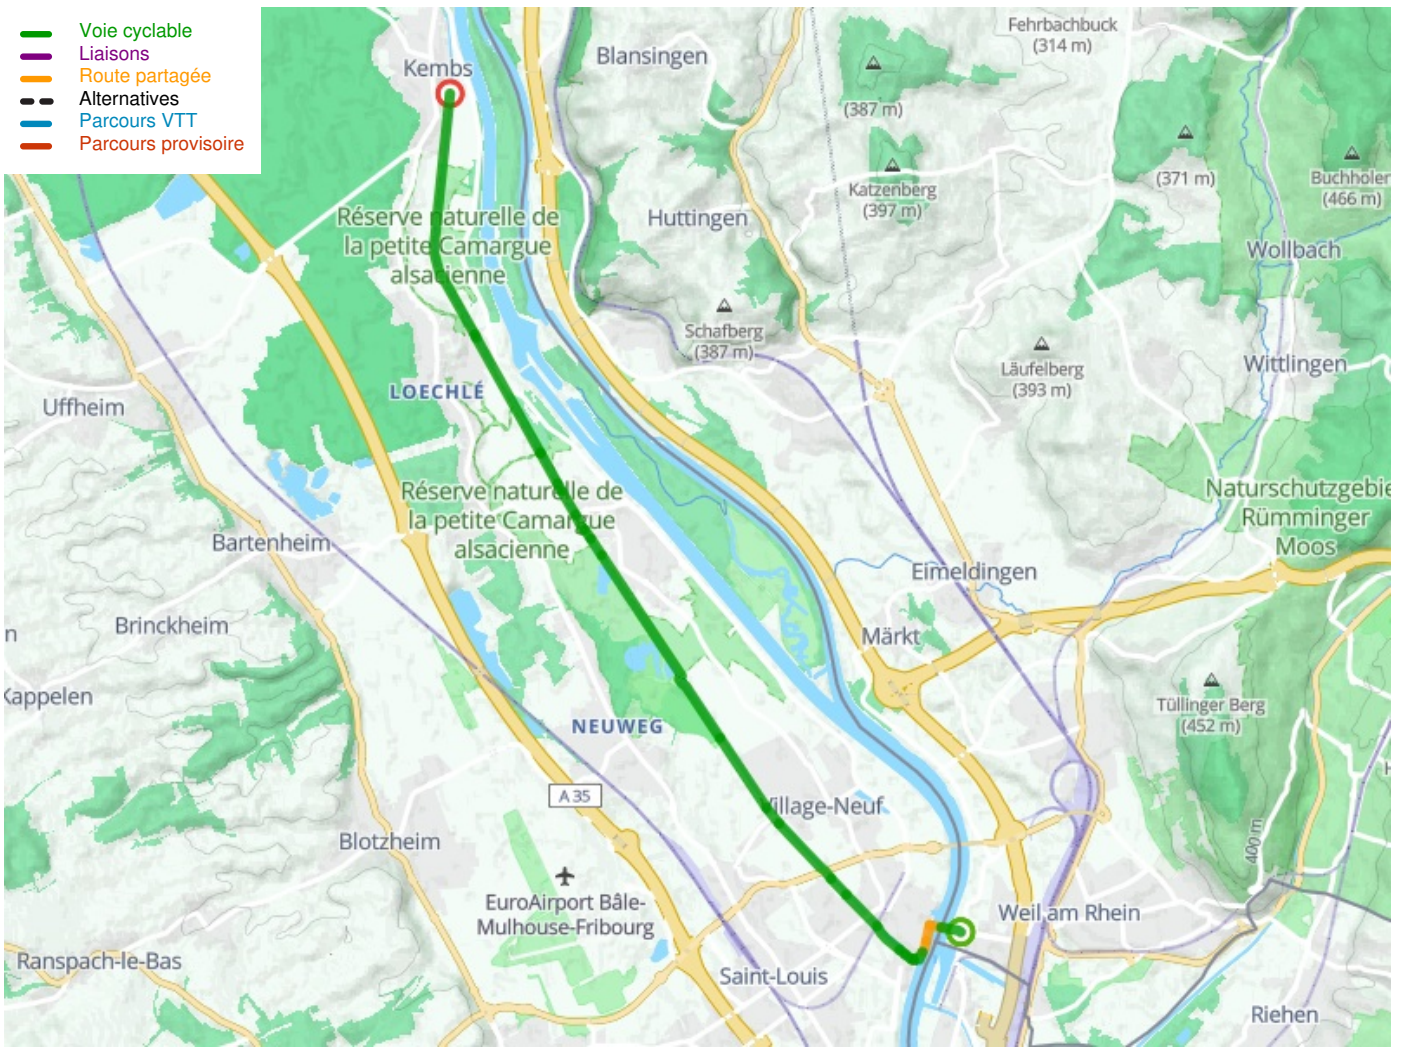 Voie cyclable
Liaisons
Route partagée
Alternatives
Parcours VTT
Parcours provisoire
Fehrbachbuck
(314 m)
Blansingen
Kembs
(387 m)
(371 m)
Buchholer
(466 m)
Katzenberg
(397 m)
Réserve naturelle de
la petite Camargue
alsacienne
Huttingen
Wollbach
Schafberg
(387 m)
Läufelberg
(393 m)
Wittlingen
LOECHLÉ
Uffheim
Réserve naturelle de
la petite Camargue
alsacienne
Naturschutzgebie
Rümminger
Moos
Bartenheim
Eimeldingen
Brinckheim
n
Märkt
Kappelen
Tüllinger Berg
(452 m)
NEUWEG
H
A 35
Village-Neuf
Blotzheim
400 m
EuroAirport Bâle-
Mulhouse-Fribourg
Weil am Rhein
Ranspach-le-Bas
Saint-Louis
Riehen